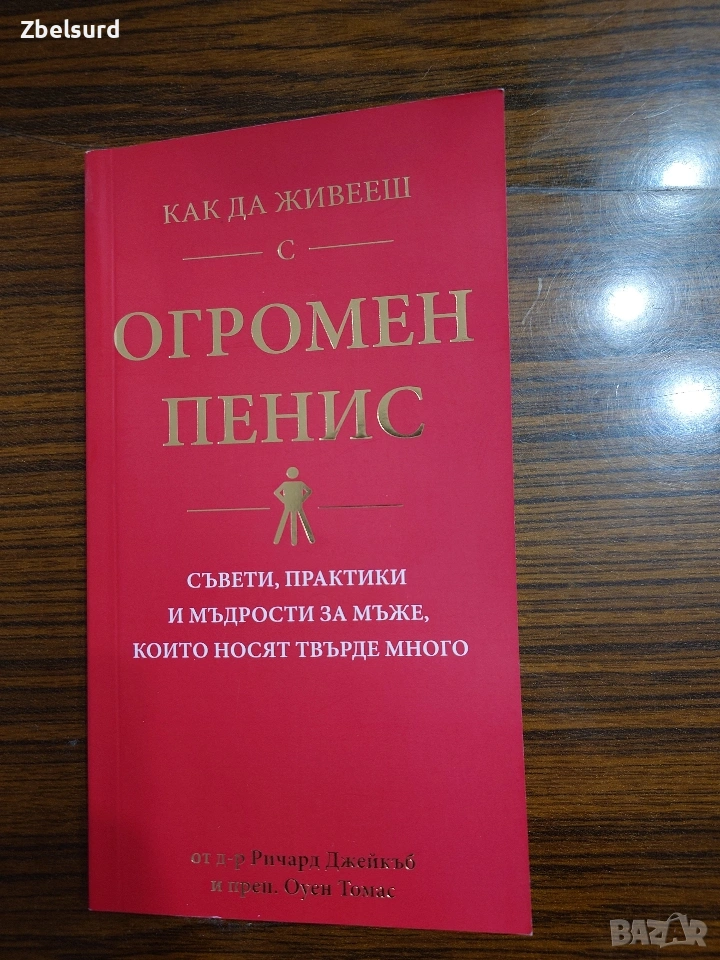 Zbelsurd
КАК ДА ЖИВЕЕШ
С
ОГРОМЕН
ПЕНИС
СЪВЕТИ, ПРАКТИКИ
И МЪДРОСТИ ЗА МЪЖЕ,
КОИТО НОСЯТ ТВЪРДЕ МНОГО
от д-р Ричард Джейкъб
и преп. Оуен Томас
BAZAR